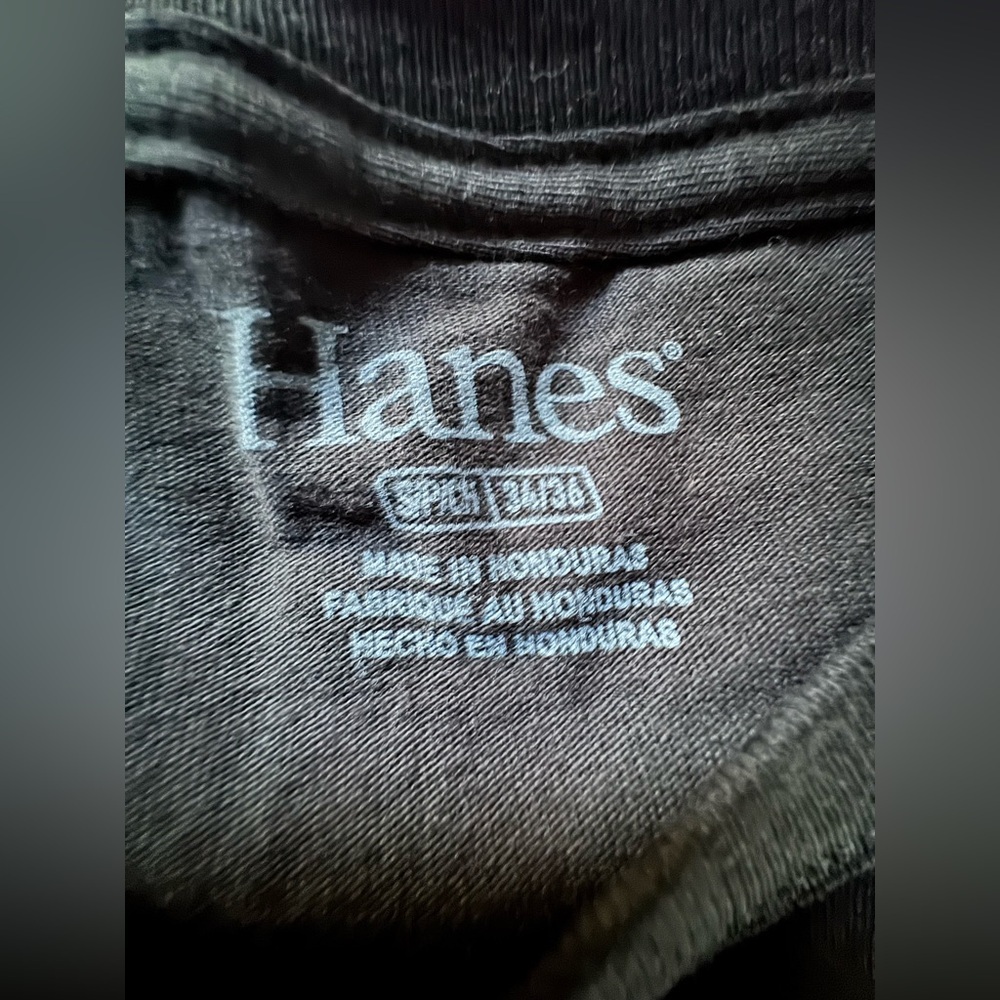 Hanes®
S/P/CH 34/36
MADE IN HONDURAS
FABRIQUÉ AU HONDURAS
HECHO EN HONDURAS